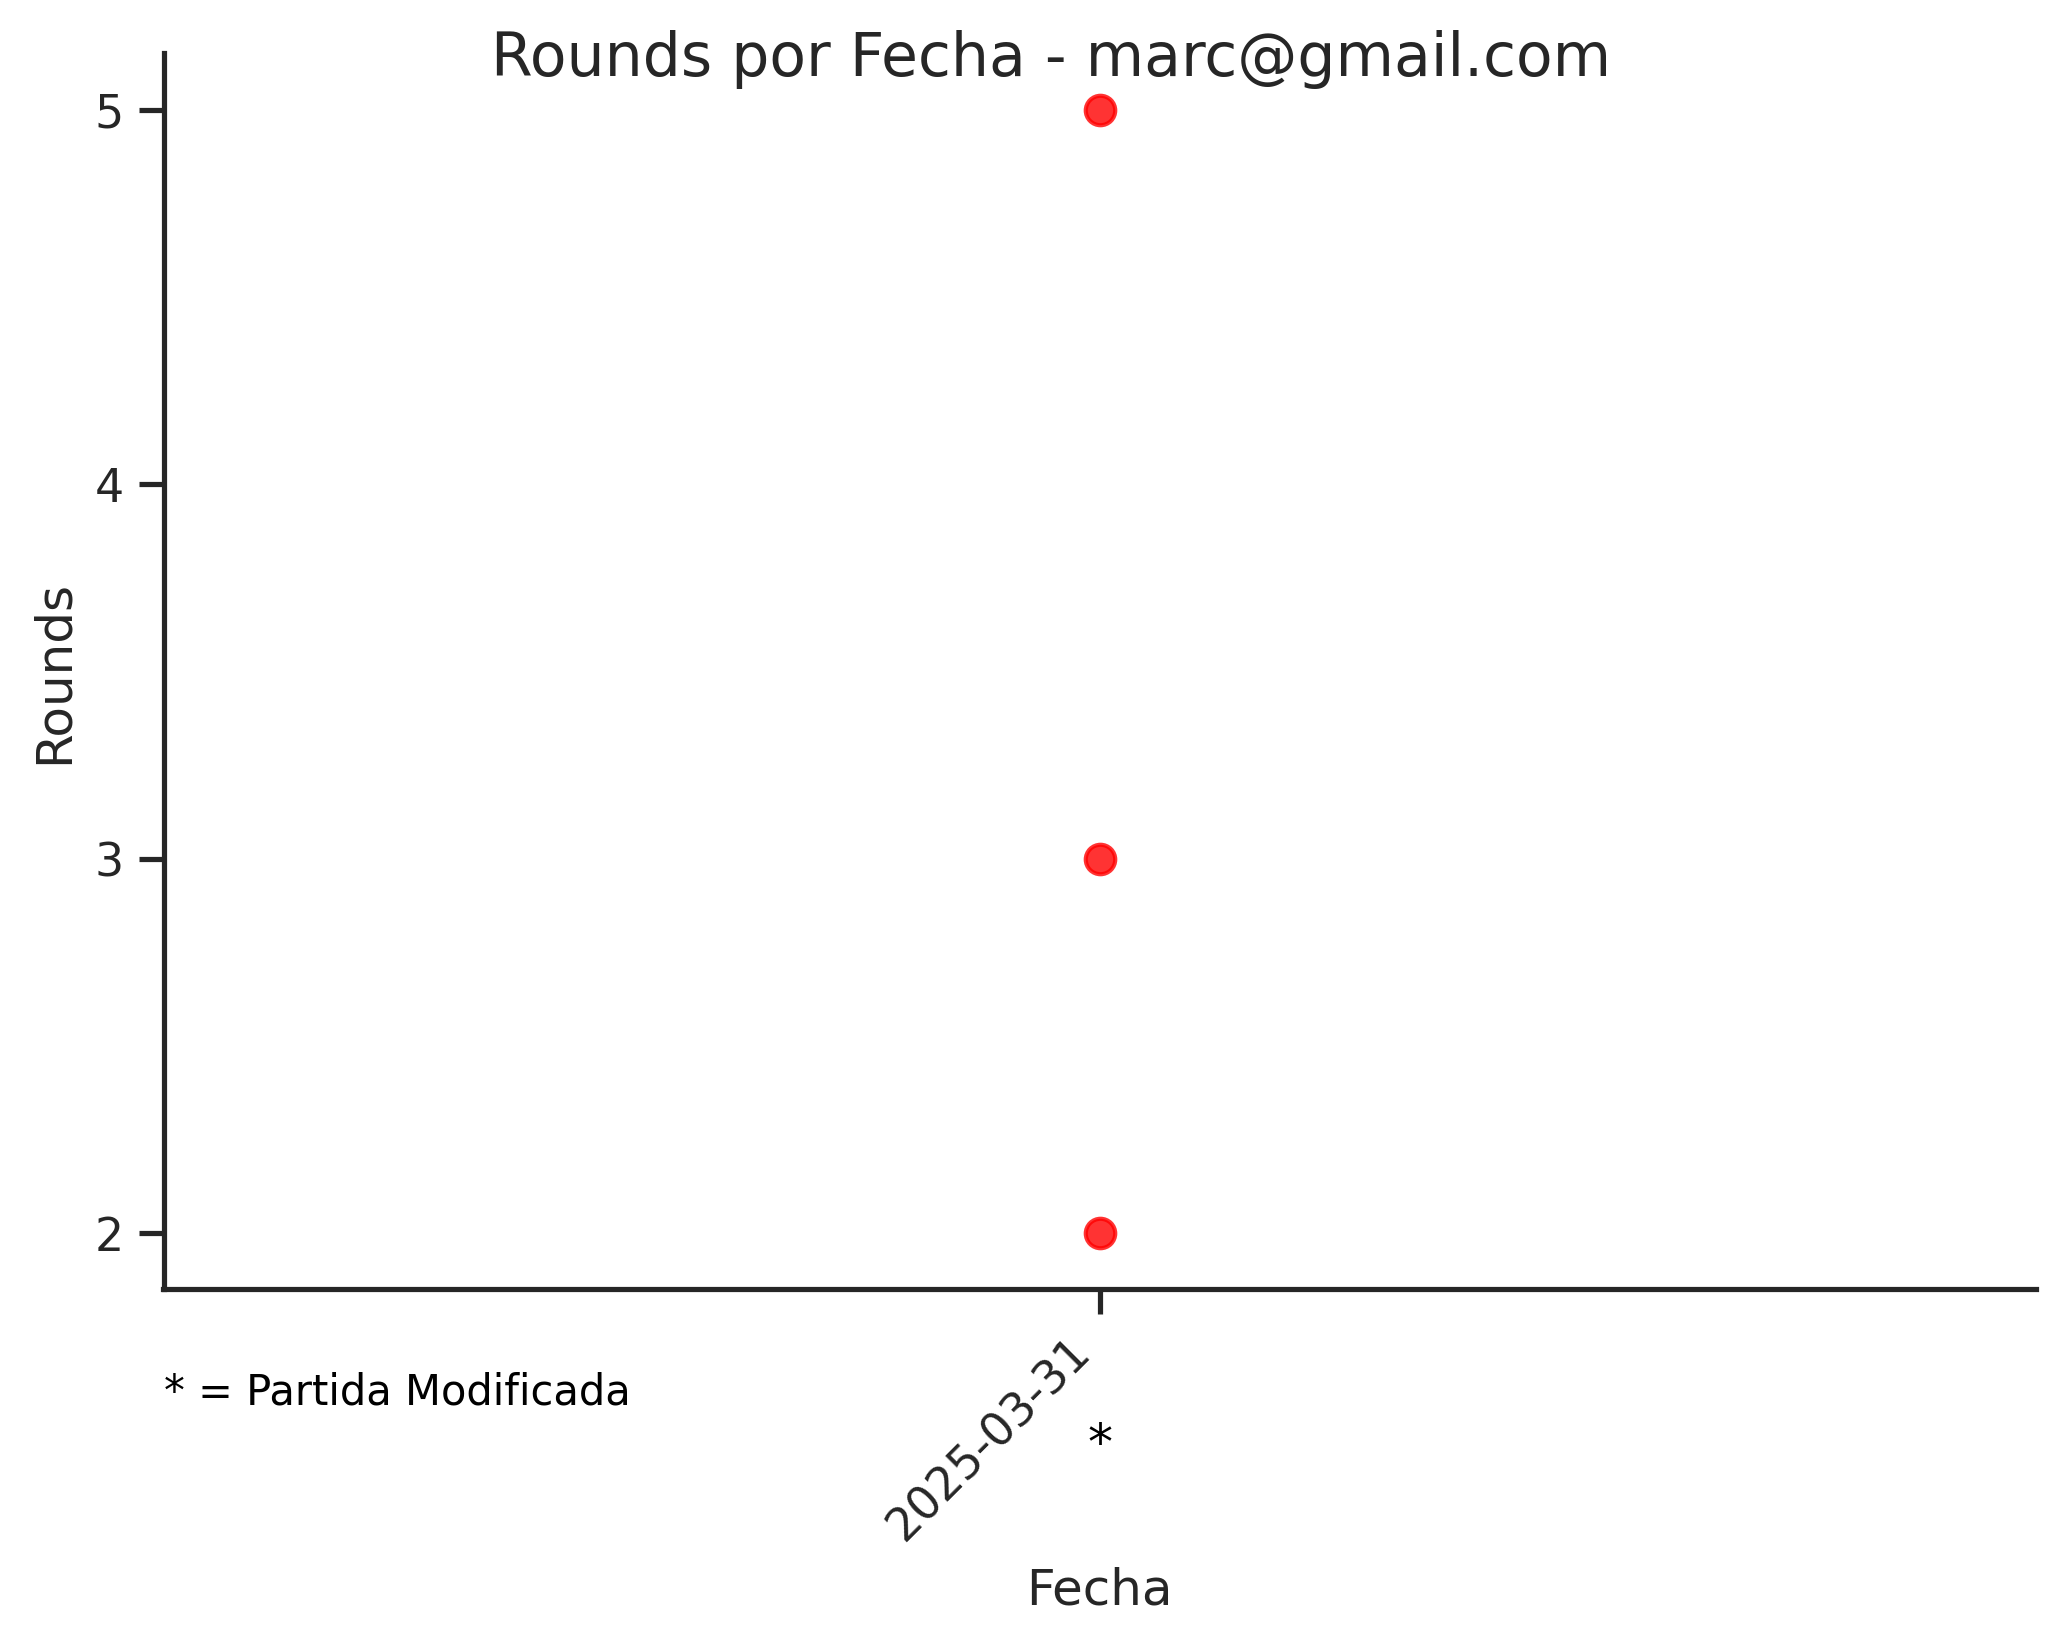 Rounds por Fecha - marc@gmail.com
5
4
3
2
Rounds
2025-03-31
* = Partida Modificada
*
Fecha